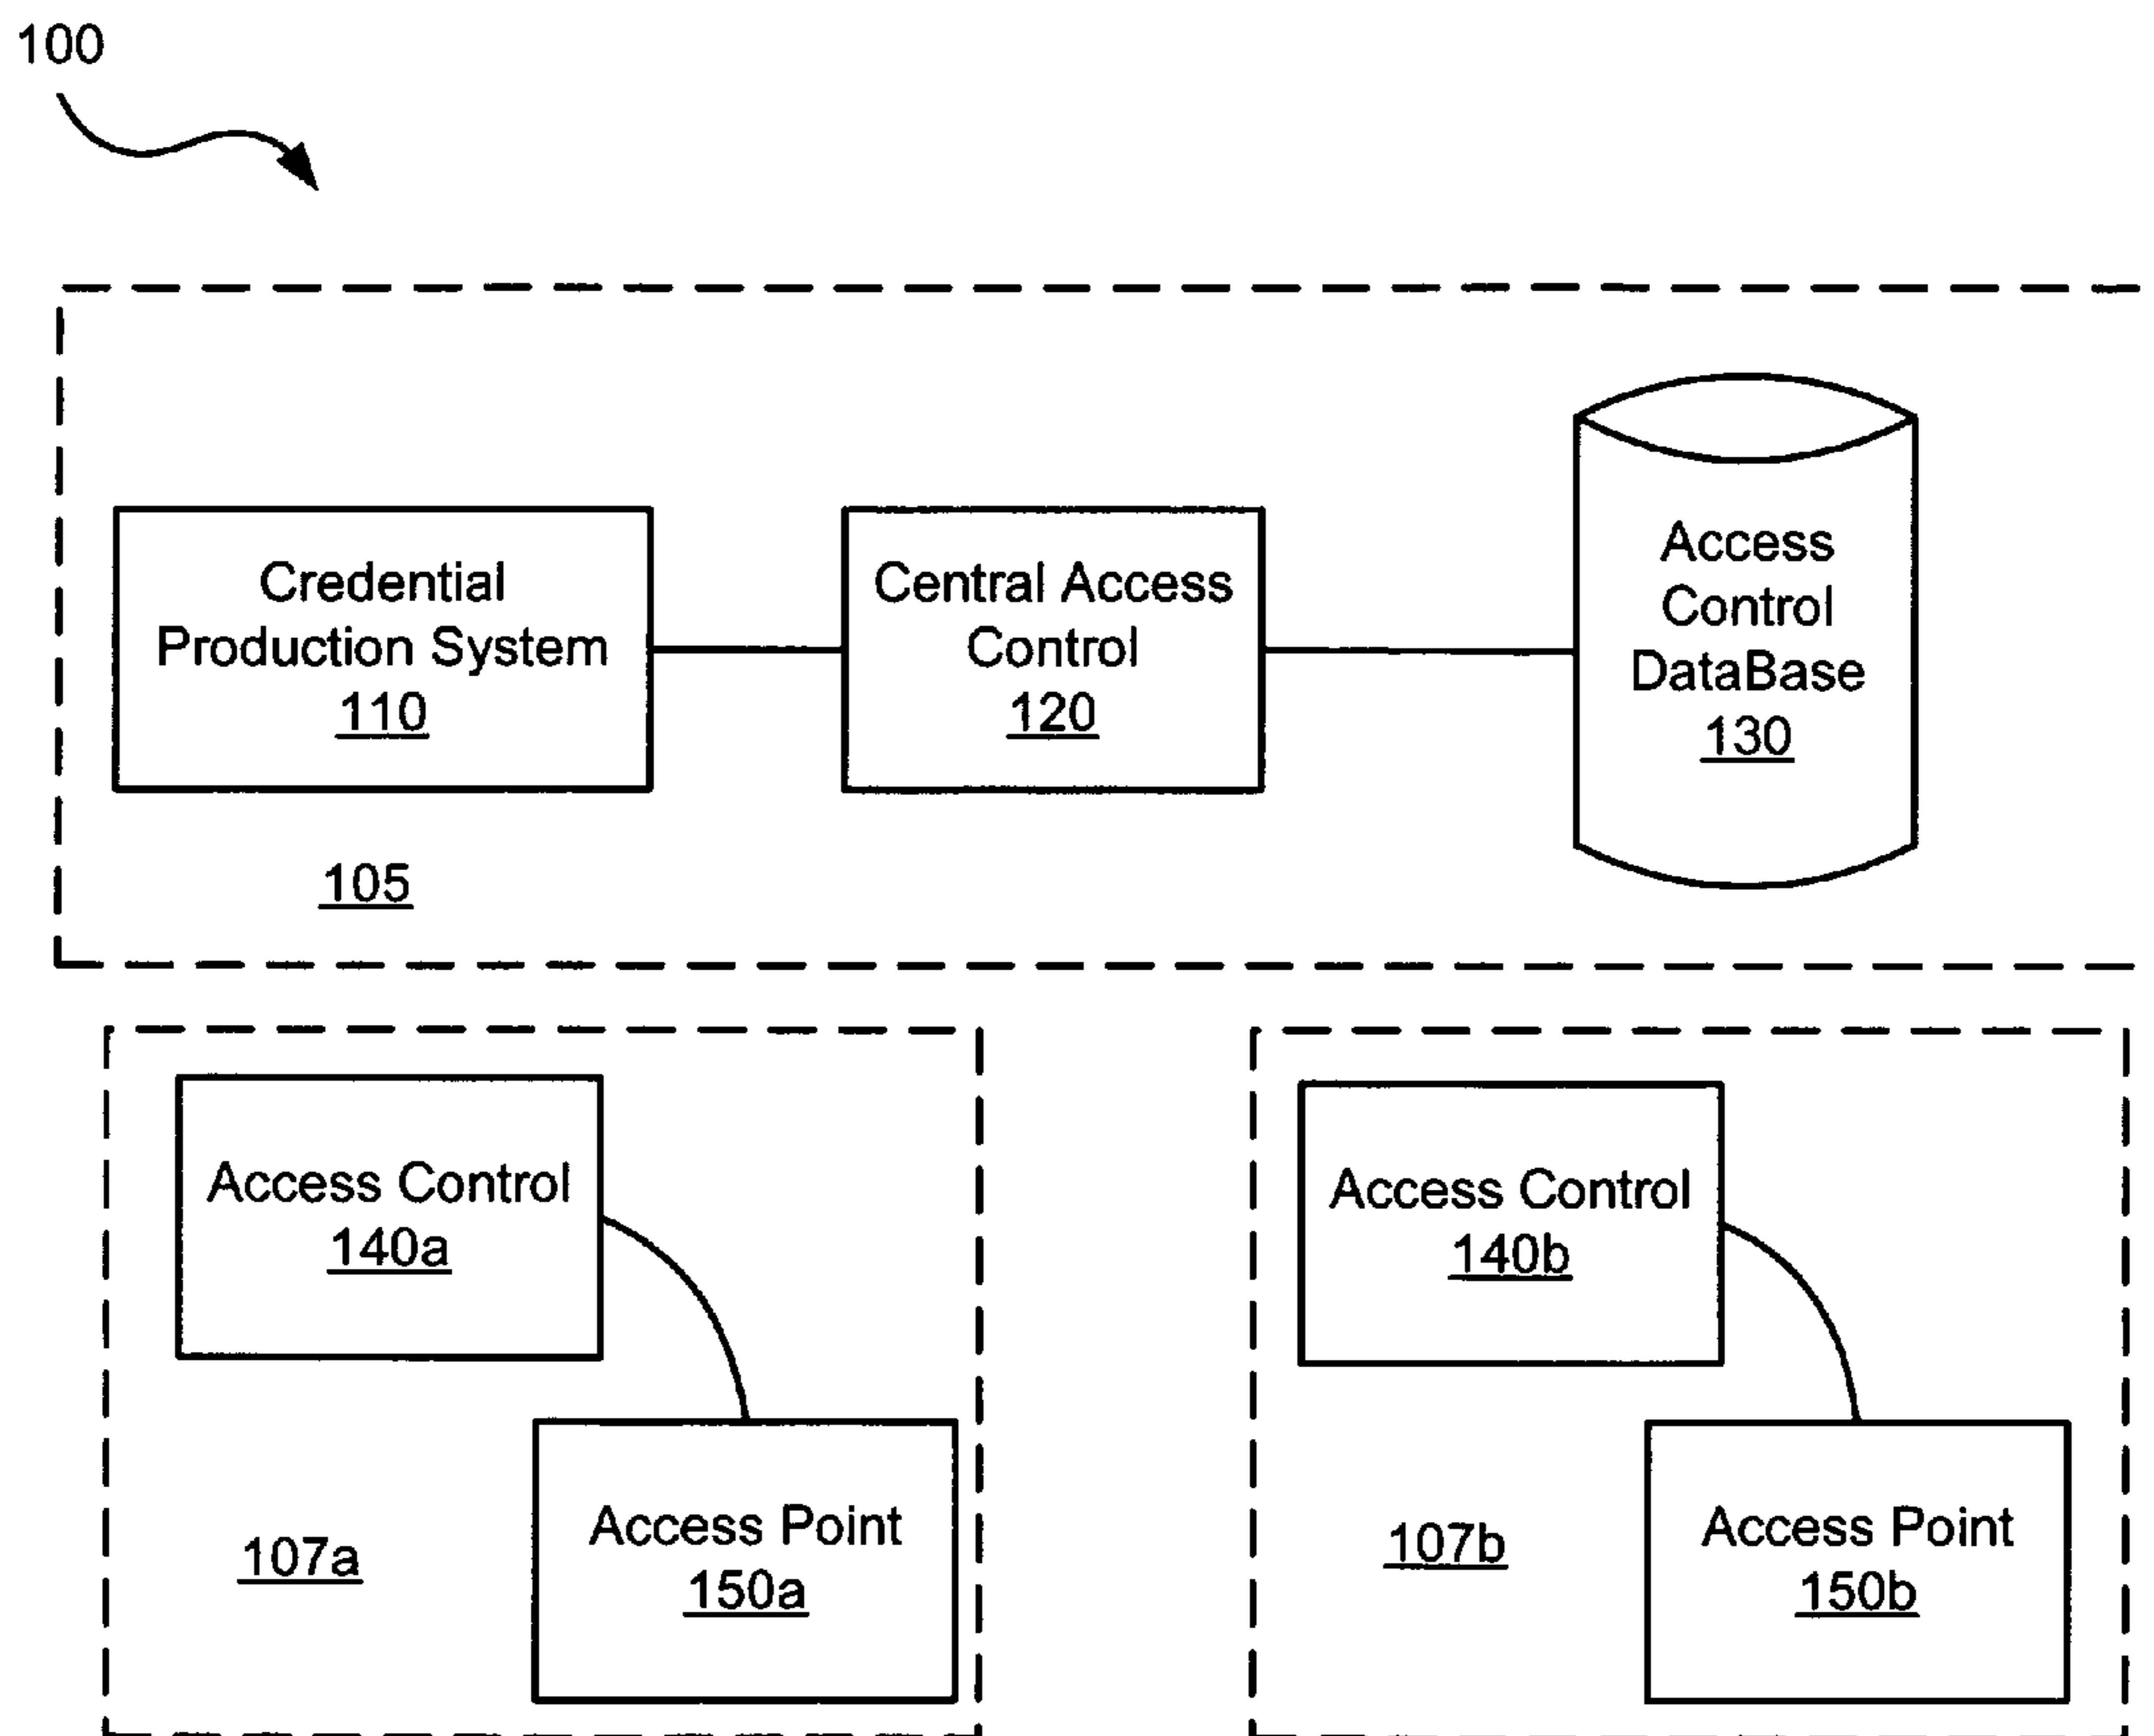 100
Credential
Production System
110
Central Access
Control
120
Access
Control
DataBase
130
105
Access Control
140a
Access Point
150a
107a
Access Control
140b
Access Point
150b
107b